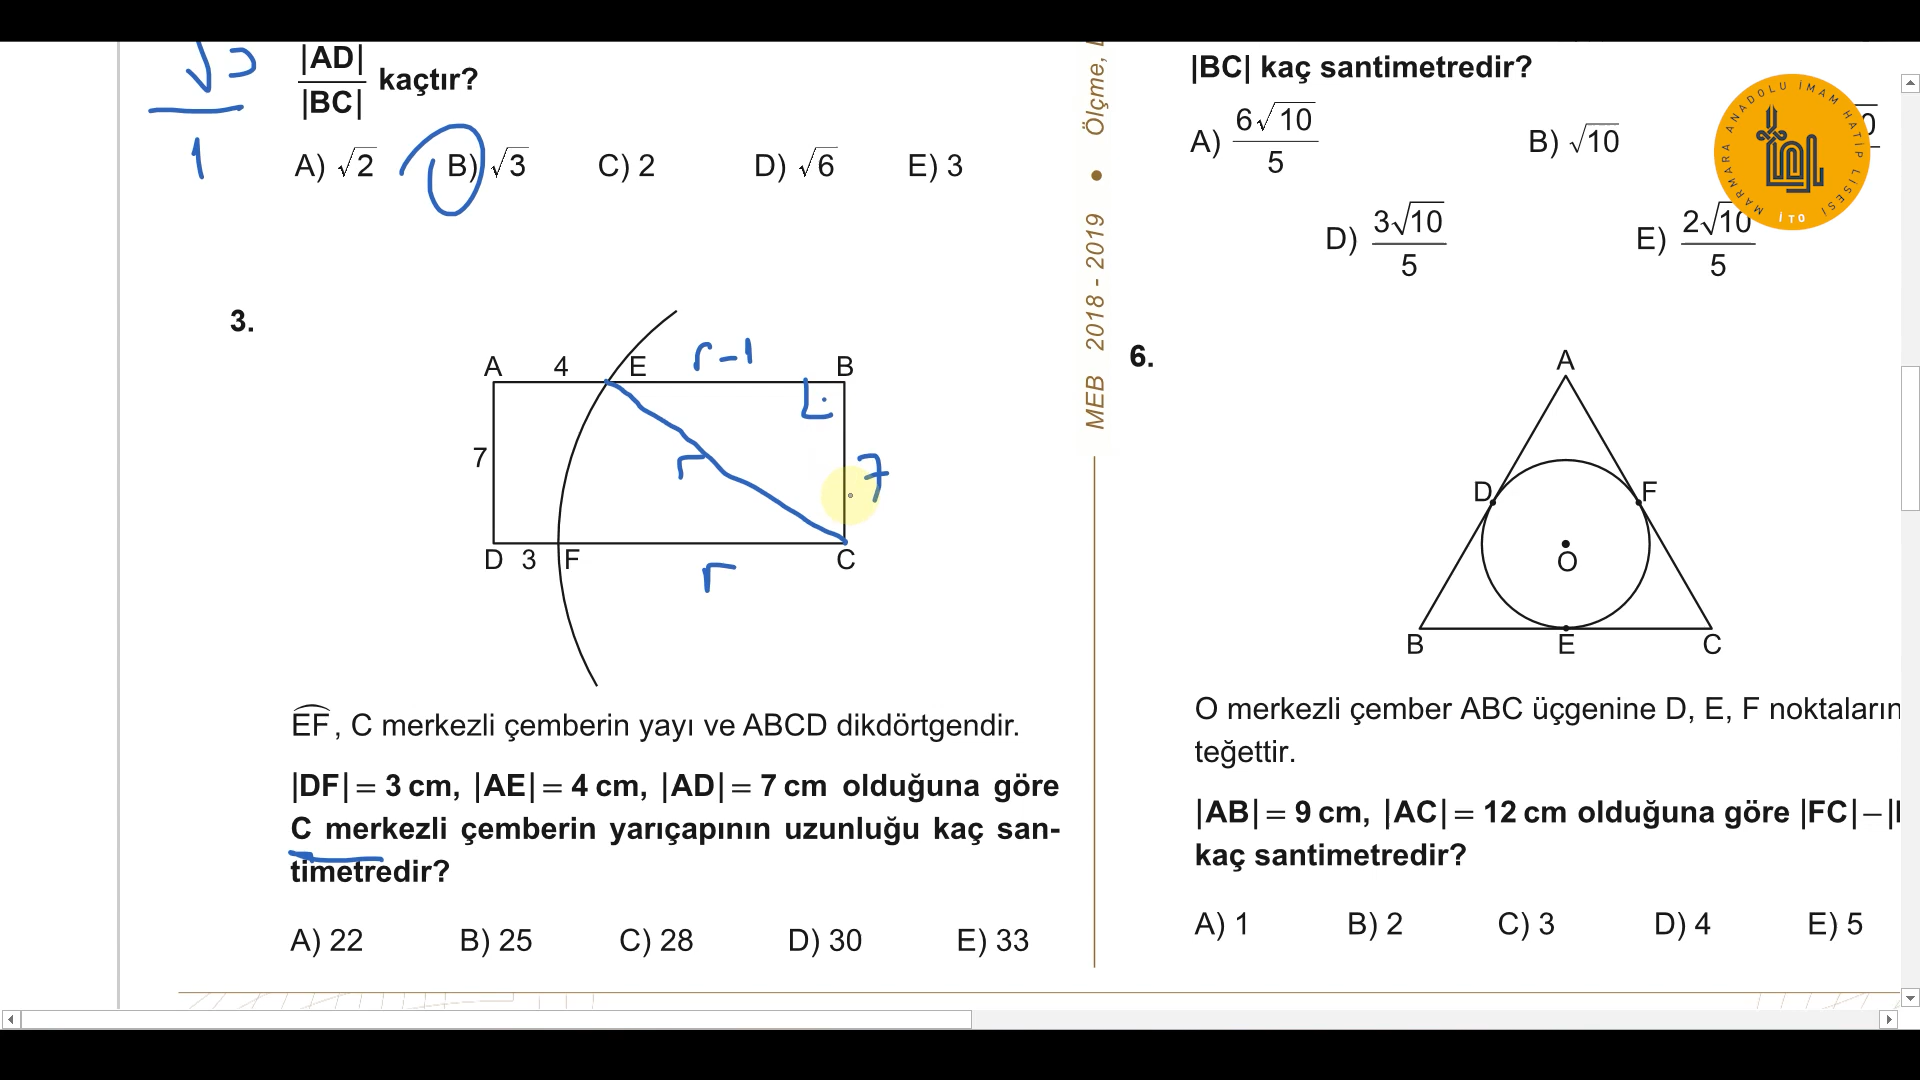 √3
1
|AD|
|BC| kaçtır?
A) √2 B) √3 C) 2 D) √6 E) 3
3.
A 4 E r-1 B
7 r 7
D 3 F r C
EF, C merkezli çemberin yayı ve ABCD dikdörtgendir.
|DF| = 3 cm, |AE| = 4 cm, |AD| = 7 cm olduğuna göre
C merkezli çemberin yarıçapının uzunluğu kaç san-
timetredir?
A) 22 B) 25 C) 28 D) 30 E) 33
MEB 2018 - 2019 • Ölçme,
|BC| kaç santimetredir?
A) 6√10/5 B) √10
D) 3√10/5 E) 2√10/5
MARMARA ANADOLU İMAM HATİP LİSESİ
İTO
6.
A
D F
O
B E C
O merkezli çember ABC üçgenine D, E, F noktaların
teğettir.
|AB| = 9 cm, |AC| = 12 cm olduğuna göre |FC| – |
kaç santimetredir?
A) 1 B) 2 C) 3 D) 4 E) 5